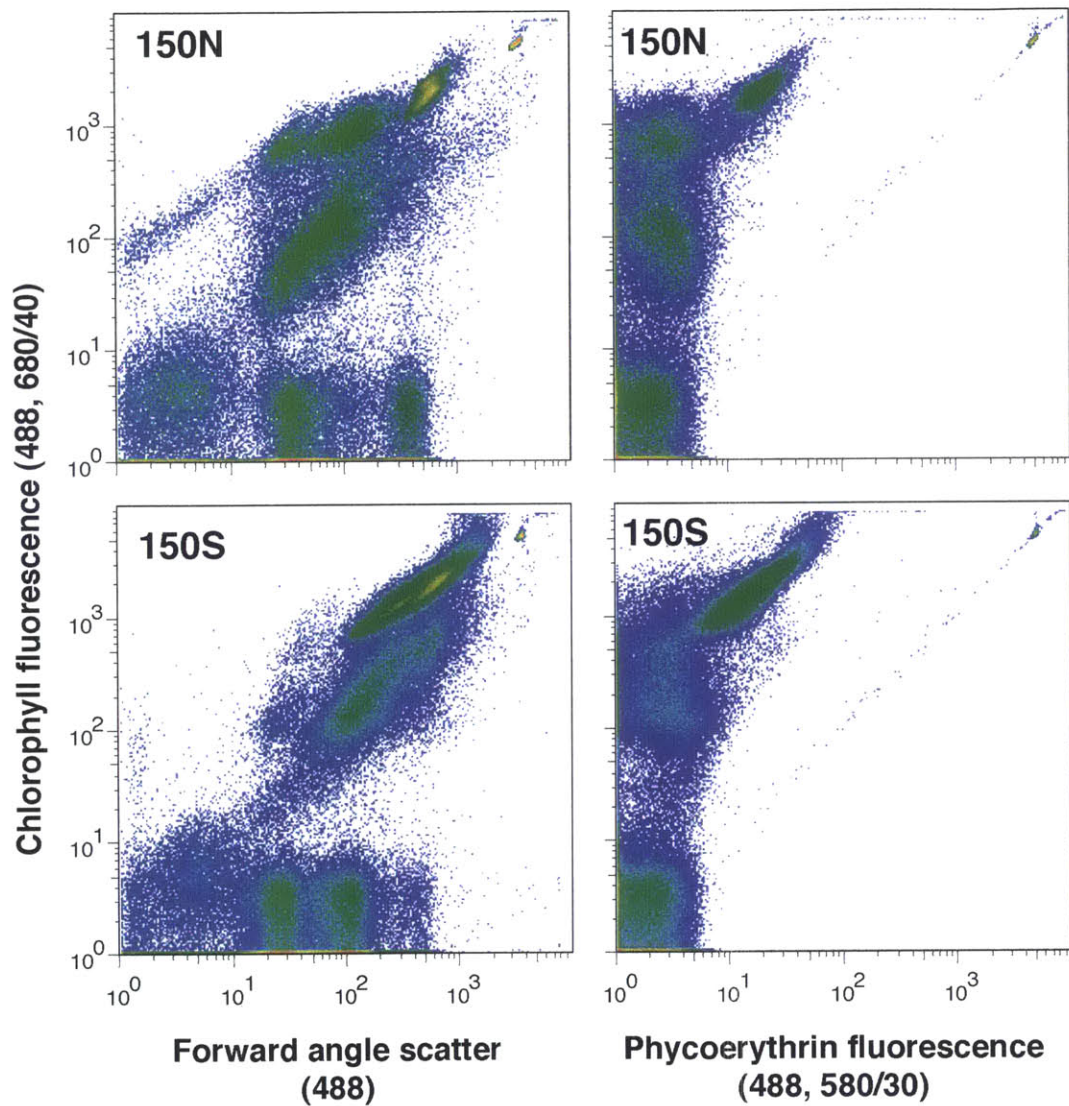 150N
150N
10^3
10^2
10^1
10^0
150S
150S
10^3
10^2
10^1
10^0
10^0 10^1 10^2 10^3
10^0 10^1 10^2 10^3
Chlorophyll fluorescence (488, 680/40)
Forward angle scatter
(488)
Phycoerythrin fluorescence
(488, 580/30)